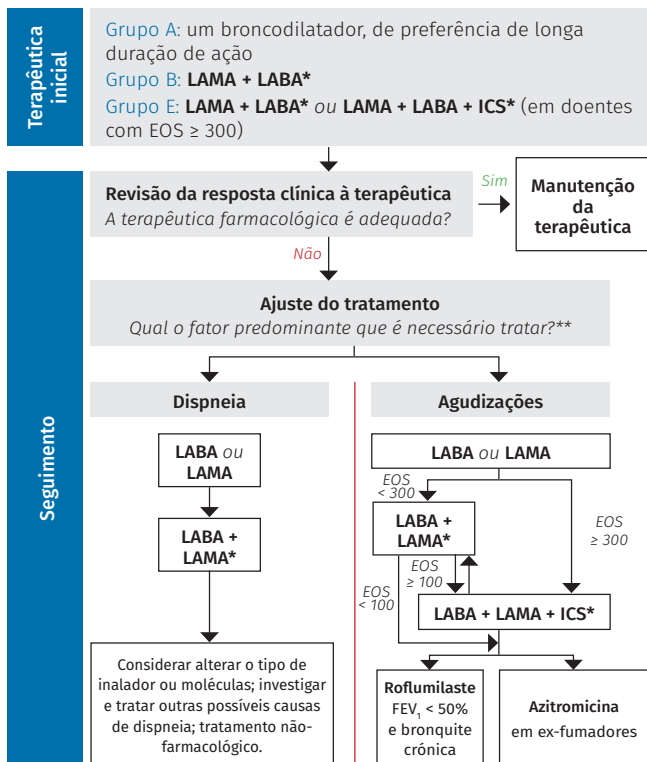 Terapêutica
inicial
Grupo A: um broncodilatador, de preferência de longa
duração de ação
Grupo B: LAMA + LABA*
Grupo E: LAMA + LABA* ou LAMA + LABA + ICS* (em doentes
com EOS ≥ 300)
Seguimento
Revisão da resposta clínica à terapêutica
A terapêutica farmacológica é adequada?
Sim
Manutenção
da
terapêutica
Não
Ajuste do tratamento
Qual o fator predominante que é necessário tratar?**
Dispneia
LABA ou
LAMA
LABA +
LAMA*
Considerar alterar o tipo de
inalador ou moléculas; investigar
e tratar outras possíveis causas
de dispneia; tratamento não-
farmacológico.
Agudizações
LABA ou LAMA
EOS
< 300
EOS
≥ 300
LABA +
LAMA*
EOS
≥ 100
EOS
< 100
LABA + LAMA + ICS*
Roflumilaste
FEV₁ < 50%
e bronquite
crónica
Azitromicina
em ex-fumadores